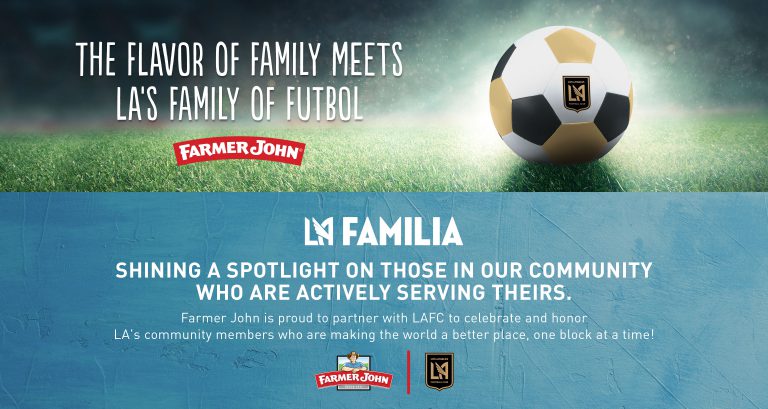 THE FLAVOR OF FAMILY MEETS
LA'S FAMILY OF FUTBOL
FARMER JOHN®
LA
LA FAMILIA
SHINING A SPOTLIGHT ON THOSE IN OUR COMMUNITY
WHO ARE ACTIVELY SERVING THEIRS.
Farmer John is proud to partner with LAFC to celebrate and honor
LA's community members who are making the world a better place, one block at a time!
FARMER JOHN
LA